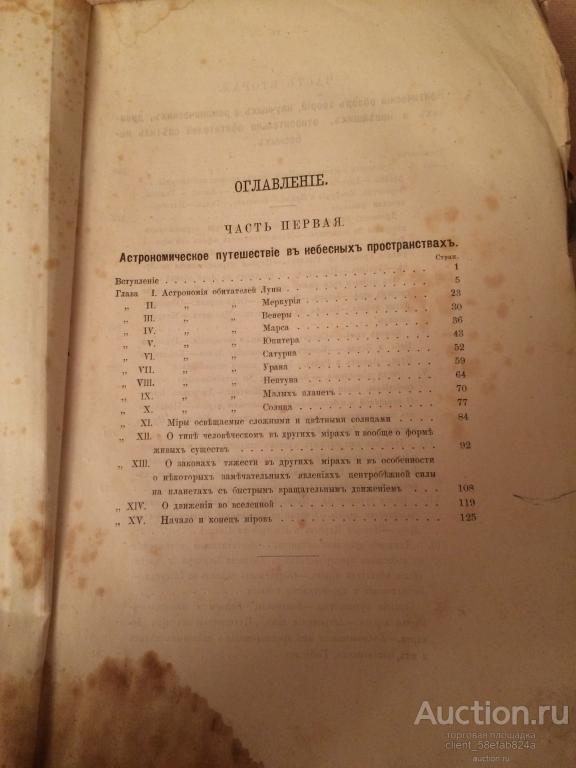 ОГЛАВЛЕНІЕ.
ЧАСТЬ ПЕРВАЯ.
Астрономическое путешествіе въ небесныхъ пространствахъ.
Стран.
Вступленіе . . . 1
Глава I. Астрономія обитателей Луны . . . 5
„ II. „ „ Меркурія . . . 23
„ III. „ „ Венеры . . . 30
„ IV. „ „ Марса . . . 36
„ V. „ „ Юпитера . . . 43
„ VI. „ „ Сатурна . . . 52
„ VII. „ „ Урана . . . 59
„ VIII. „ „ Нептуна . . . 64
„ IX. „ „ Малыхъ планетъ . . . 70
„ X. „ „ Солнца . . . 77
„ XI. Міры освѣщаемые сложными и цвѣтными солнцами . . . 84
„ XII. О типѣ человѣческомъ въ другихъ мірахъ и вообще о формѣ
живыхъ существъ . . . 92
„ XIII. О законахъ тяжести въ другихъ мірахъ и въ особенности
о нѣкоторыхъ замѣчательныхъ явленіяхъ центробѣжной силы
на планетахъ съ быстрымъ вращательнымъ движеніемъ . . . 108
„ XIV. О движеніи во вселенной . . . 119
„ XV. Начало и конецъ міровъ . . . 125
Auction.ru
торговая площадка
client_58efab824a
auction.ru